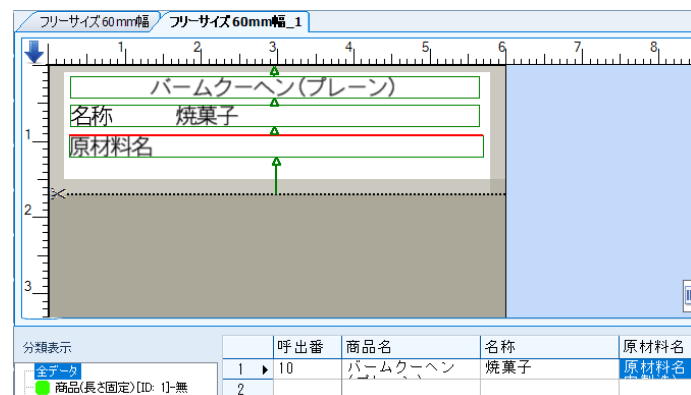 フリーサイズ60mm幅 フリーサイズ60mm幅_1
1 2 3 4 5 6 7 8
バームクーヘン(プレーン)
名称 焼菓子
1
原材料名
2
3
分類表示
呼出番 商品名 名称 原材料名
全データ
1 10 バームクーヘン 焼菓子 原材料名
商品(長さ固定)[ID: 1]-無
2